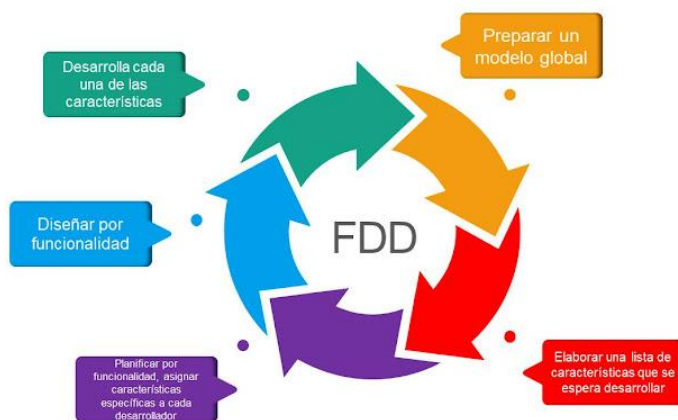 Preparar un
modelo global
Desarrolla cada
una de las
características
Diseñar por
funcionalidad
FDD
Planificar por
funcionalidad, asignar
características
específicas a cada
desarrollador
Elaborar una lista de
características que se
espera desarrollar